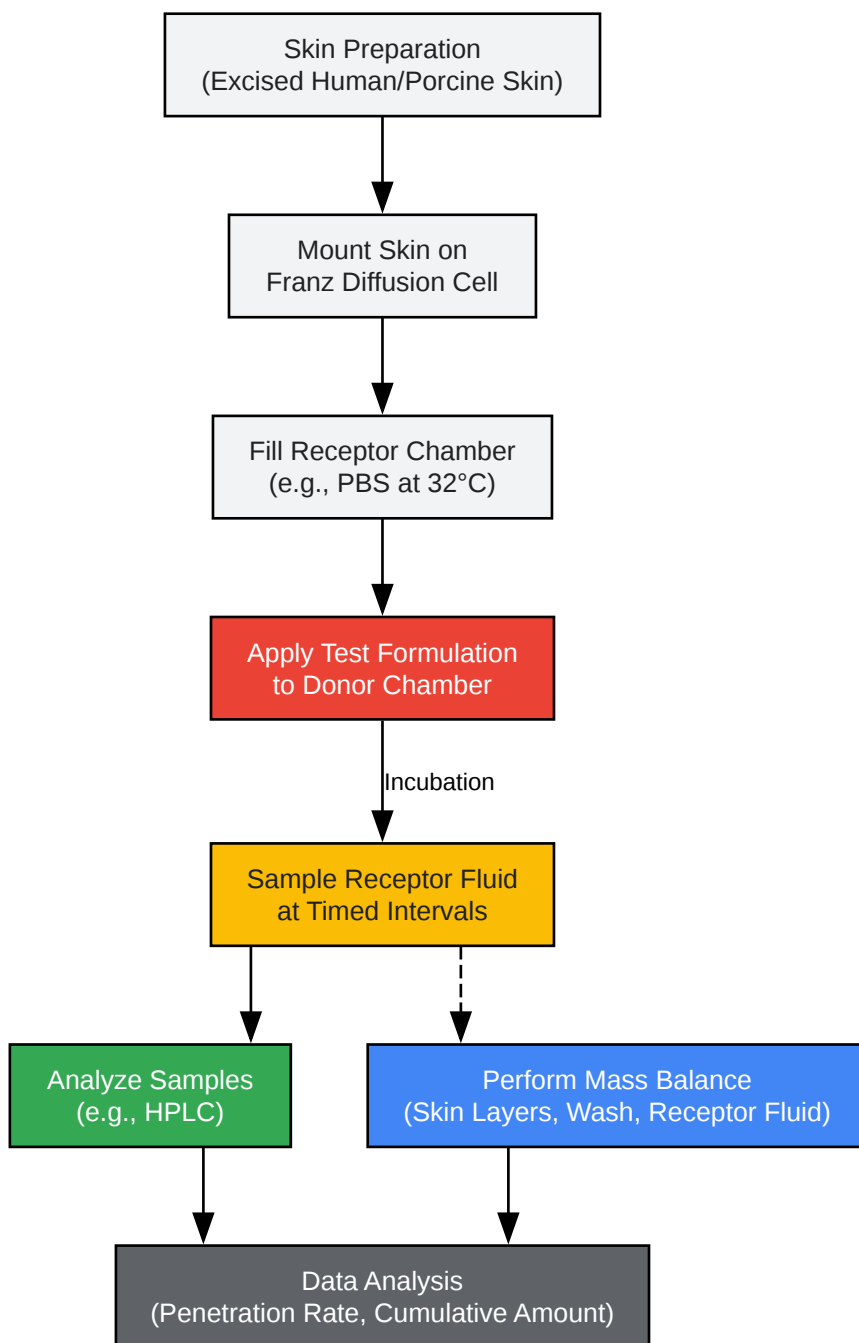 Skin Preparation
(Excised Human/Porcine Skin)
Mount Skin on
Franz Diffusion Cell
Fill Receptor Chamber
(e.g., PBS at 32°C)
Apply Test Formulation
to Donor Chamber
Incubation
Sample Receptor Fluid
at Timed Intervals
Analyze Samples
(e.g., HPLC)
Perform Mass Balance
(Skin Layers, Wash, Receptor Fluid)
Data Analysis
(Penetration Rate, Cumulative Amount)